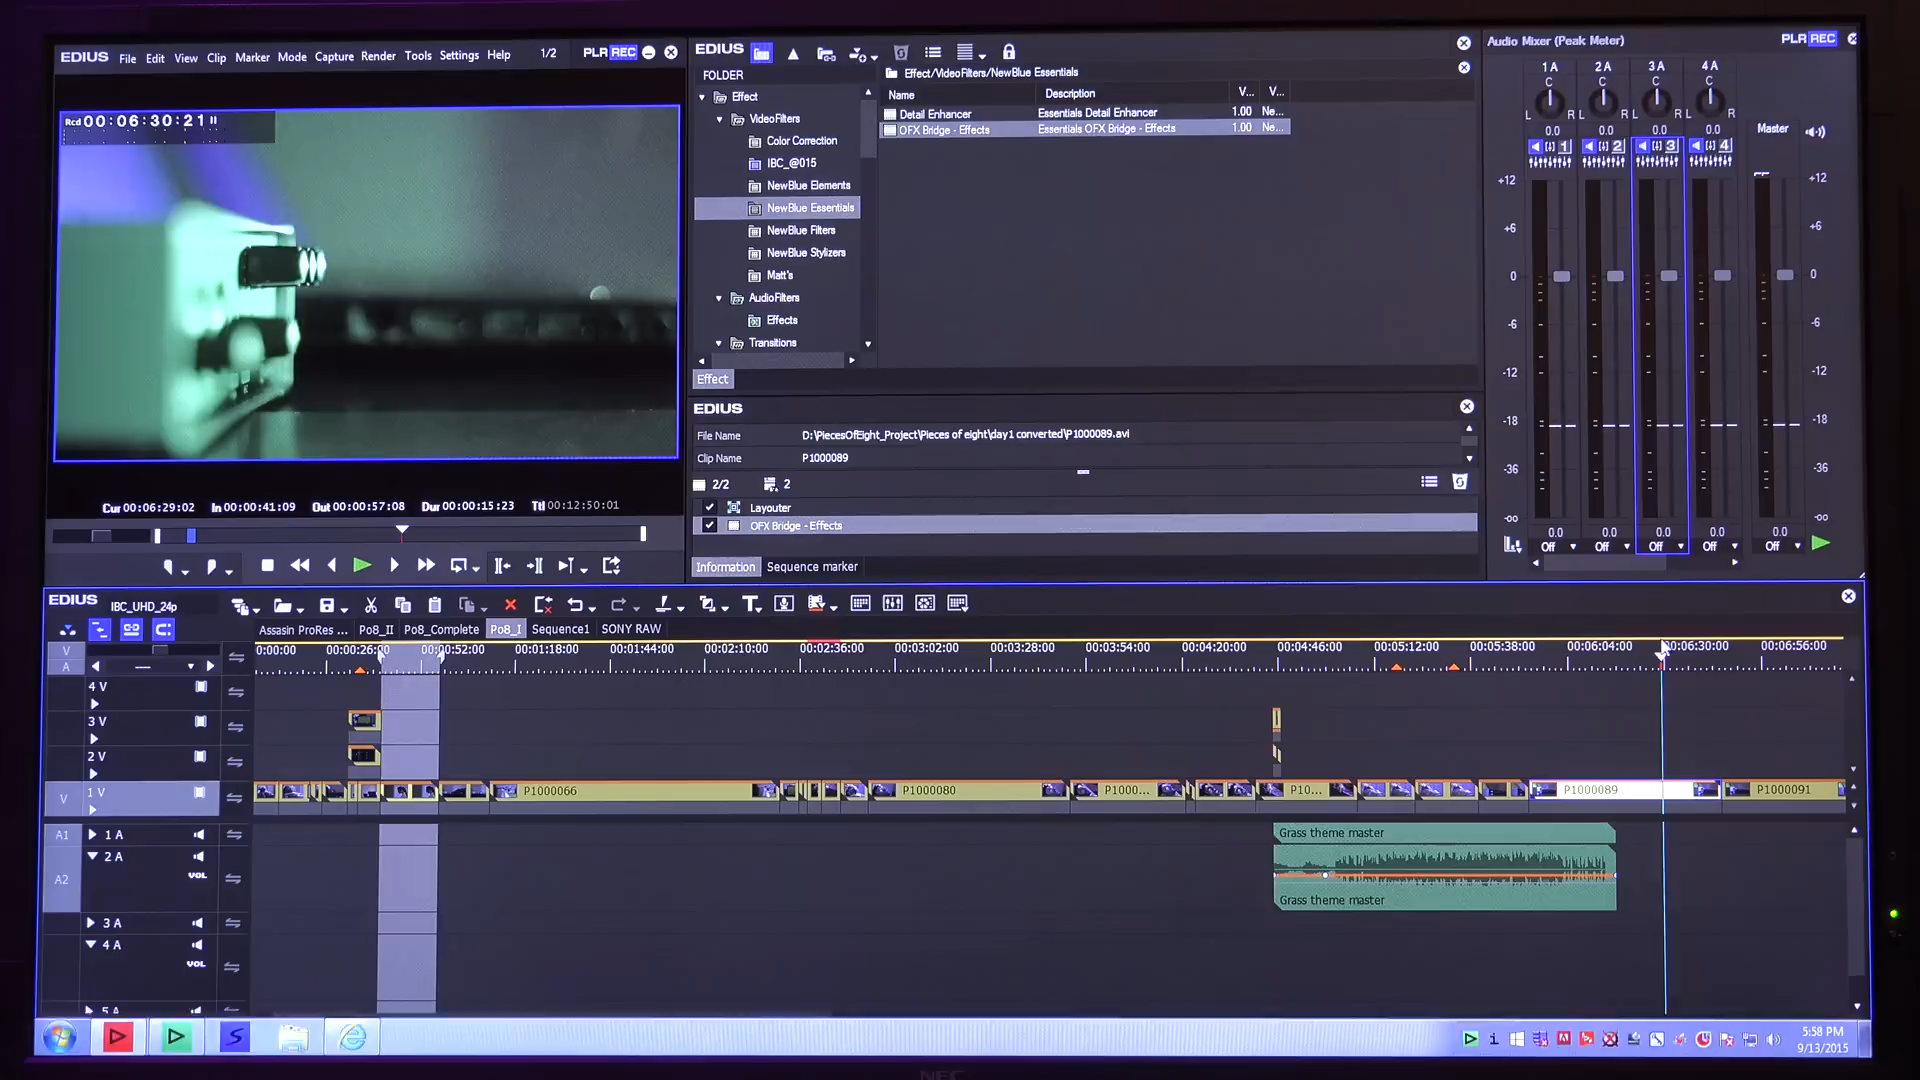 EDIUS File Edit View Clip Marker Mode Capture Render Tools Settings Help 1/2 PLR REC
Rcd 00:06:30:21
Cur 00:06:29:02 In 00:00:41:09 Out 00:00:57:08 Dur 00:00:15:23 Ttl 00:12:50:01
EDIUS
FOLDER
Effect
VideoFilters
Color Correction
IBC_@015
NewBlue Elements
NewBlue Essentials
NewBlue Filters
NewBlue Stylizers
Matt's
AudioFilters
Effects
Transitions
Effect
Effect/VideoFilters/NewBlue Essentials
Name Description V... V...
Detail Enhancer Essentials Detail Enhancer 1.00 Ne...
OFX Bridge - Effects Essentials OFX Bridge - Effects 1.00 Ne...
EDIUS
File Name D:\PiecesOfEight_Project\Pieces of eight\day1 converted\P1000089.avi
Clip Name P1000089
2/2 2
Layouter
OFX Bridge - Effects
Information Sequence marker
Audio Mixer (Peak Meter) PLR REC
1A 2A 3A 4A
C C C C
L R L R L R L R
0.0 0.0 0.0 0.0 Master
1 2 3 4
+12 +12
+6 +6
0 0
-6 -6
-12 -12
-18 -18
-36 -36
-oo -oo
0.0 0.0 0.0 0.0 0.0
Off Off Off Off Off
EDIUS IBC_UHD_24p
Assasin ProRes ... Po8_II Po8_Complete Po8_I Sequence1 SONY RAW
V
A
0:00:00 00:00:26:00 00:00:52:00 00:01:18:00 00:01:44:00 00:02:10:00 00:02:36:00 00:03:02:00 00:03:28:00 00:03:54:00 00:04:20:00 00:04:46:00 00:05:12:00 00:05:38:00 00:06:04:00 00:06:30:00 00:06:56:00
4 V
3 V
2 V
V 1 V P1000066 P1000080 P1000... P10... P1000089 P1000091
A1 1 A Grass theme master
2 A
A2 VOL
Grass theme master
3 A
4 A
VOL
5 A
5:58 PM
9/13/2015
NEC